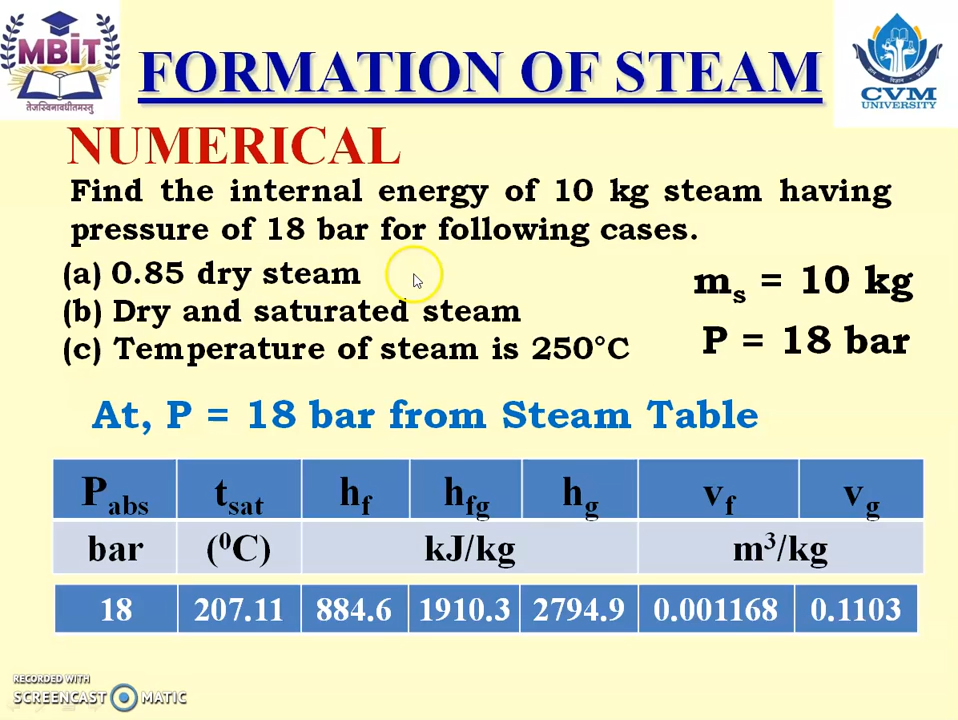 MBiT
तेजस्विनावधीतमस्तु
FORMATION OF STEAM
CVM
UNIVERSITY
NUMERICAL
Find the internal energy of 10 kg steam having
pressure of 18 bar for following cases.
(a) 0.85 dry steam
(b) Dry and saturated steam
(c) Temperature of steam is 250°C
mₛ = 10 kg
P = 18 bar
At, P = 18 bar from Steam Table
Pabs tsat hf hfg hg vf vg
bar (⁰C) kJ/kg m³/kg
18 207.11 884.6 1910.3 2794.9 0.001168 0.1103
RECORDED WITH
SCREENCAST MATIC